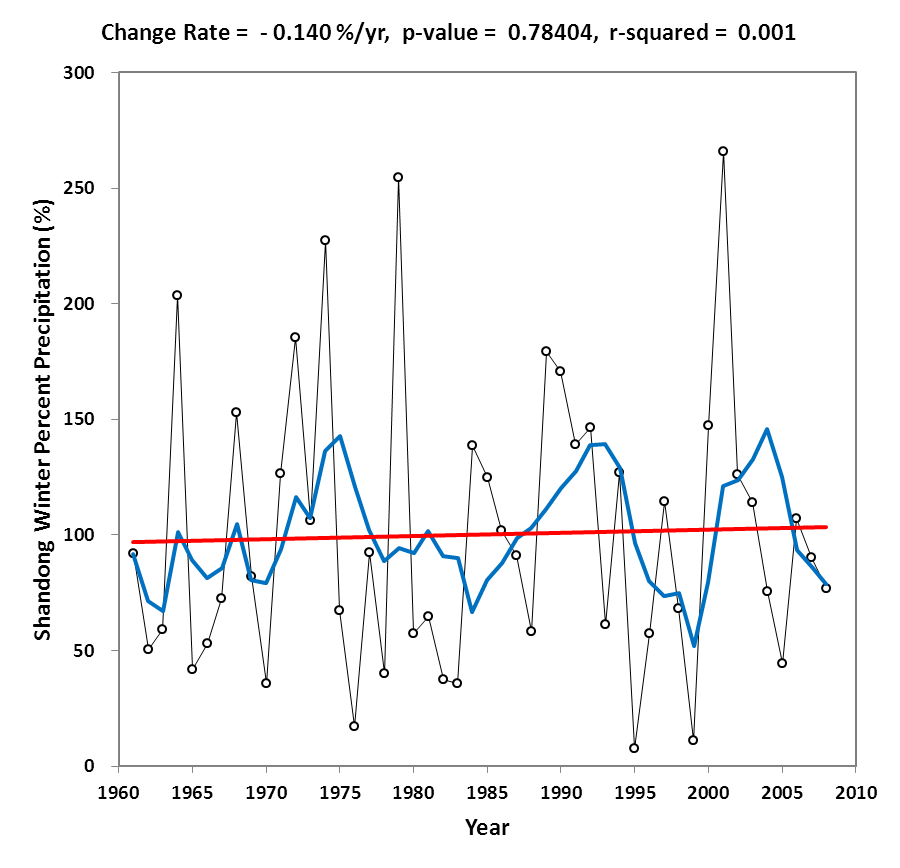 Change Rate = - 0.140 %/yr, p-value = 0.78404, r-squared = 0.001
300
250
200
150
100
50
0
Shandong Winter Percent Precipitation (%)
1960 1965 1970 1975 1980 1985 1990 1995 2000 2005 2010
Year